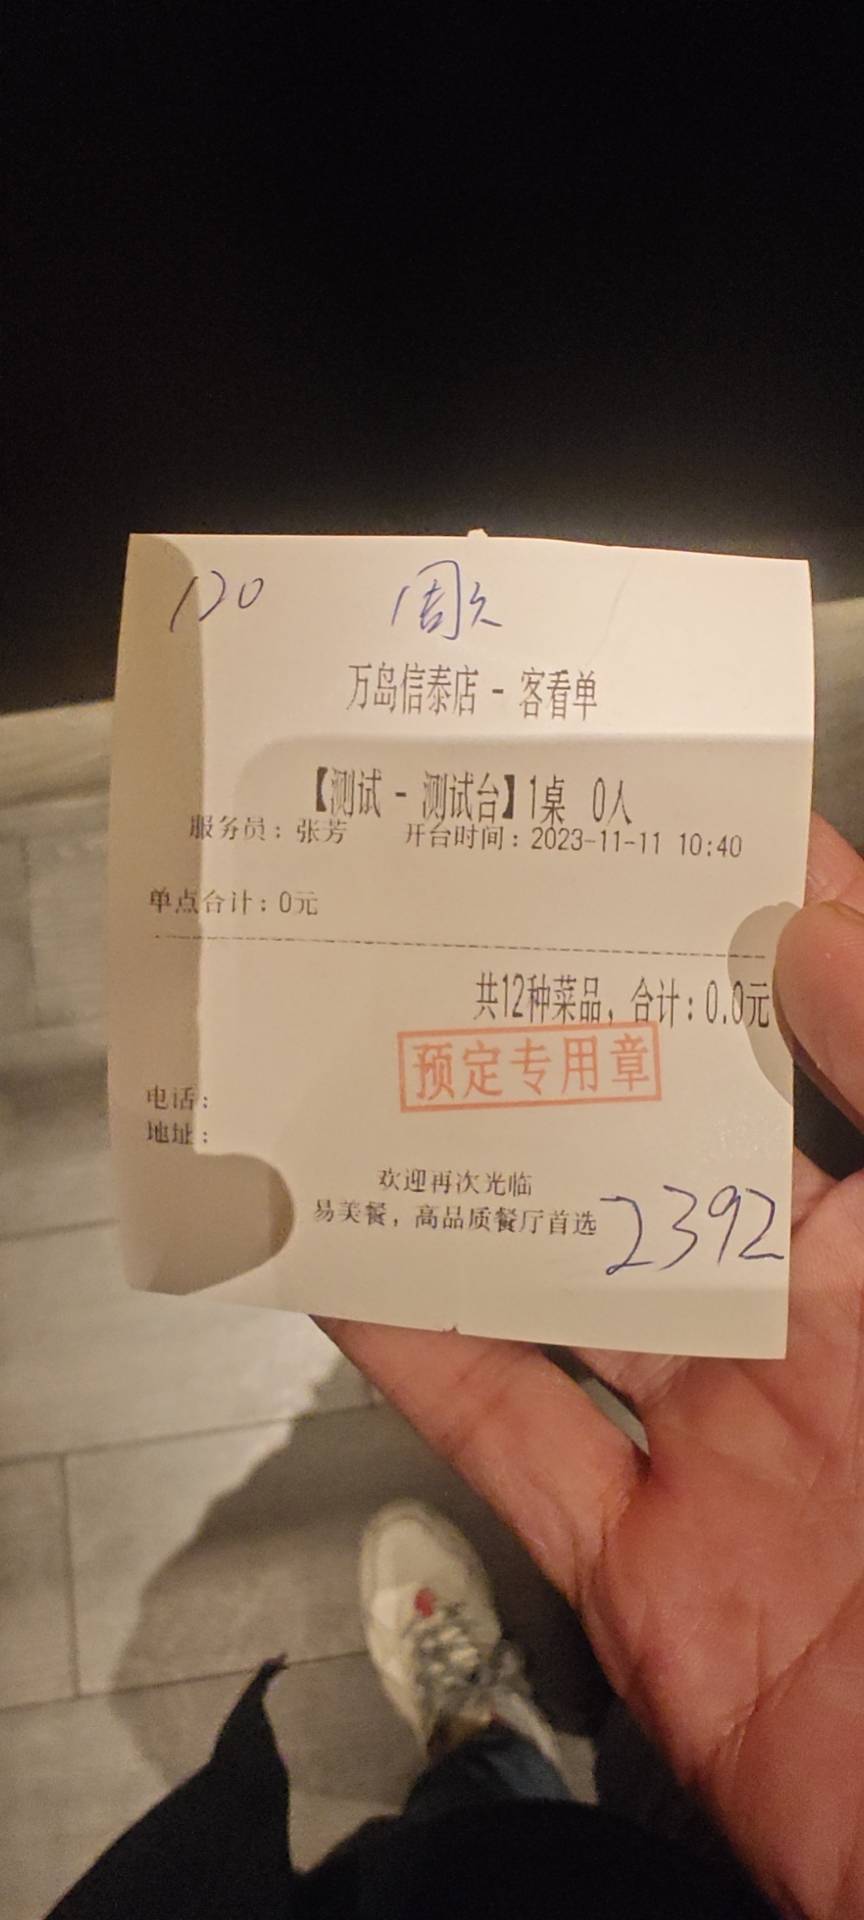 120 周久
万岛信泰店 - 客看单
【测试 - 测试台】1桌 0人
服务员：张芳 开台时间：2023-11-11 10:40
单点合计：0元
共12种菜品，合计：0.0元
预定专用章
电话：
地址：
欢迎再次光临
易美餐，高品质餐厅首选
2392